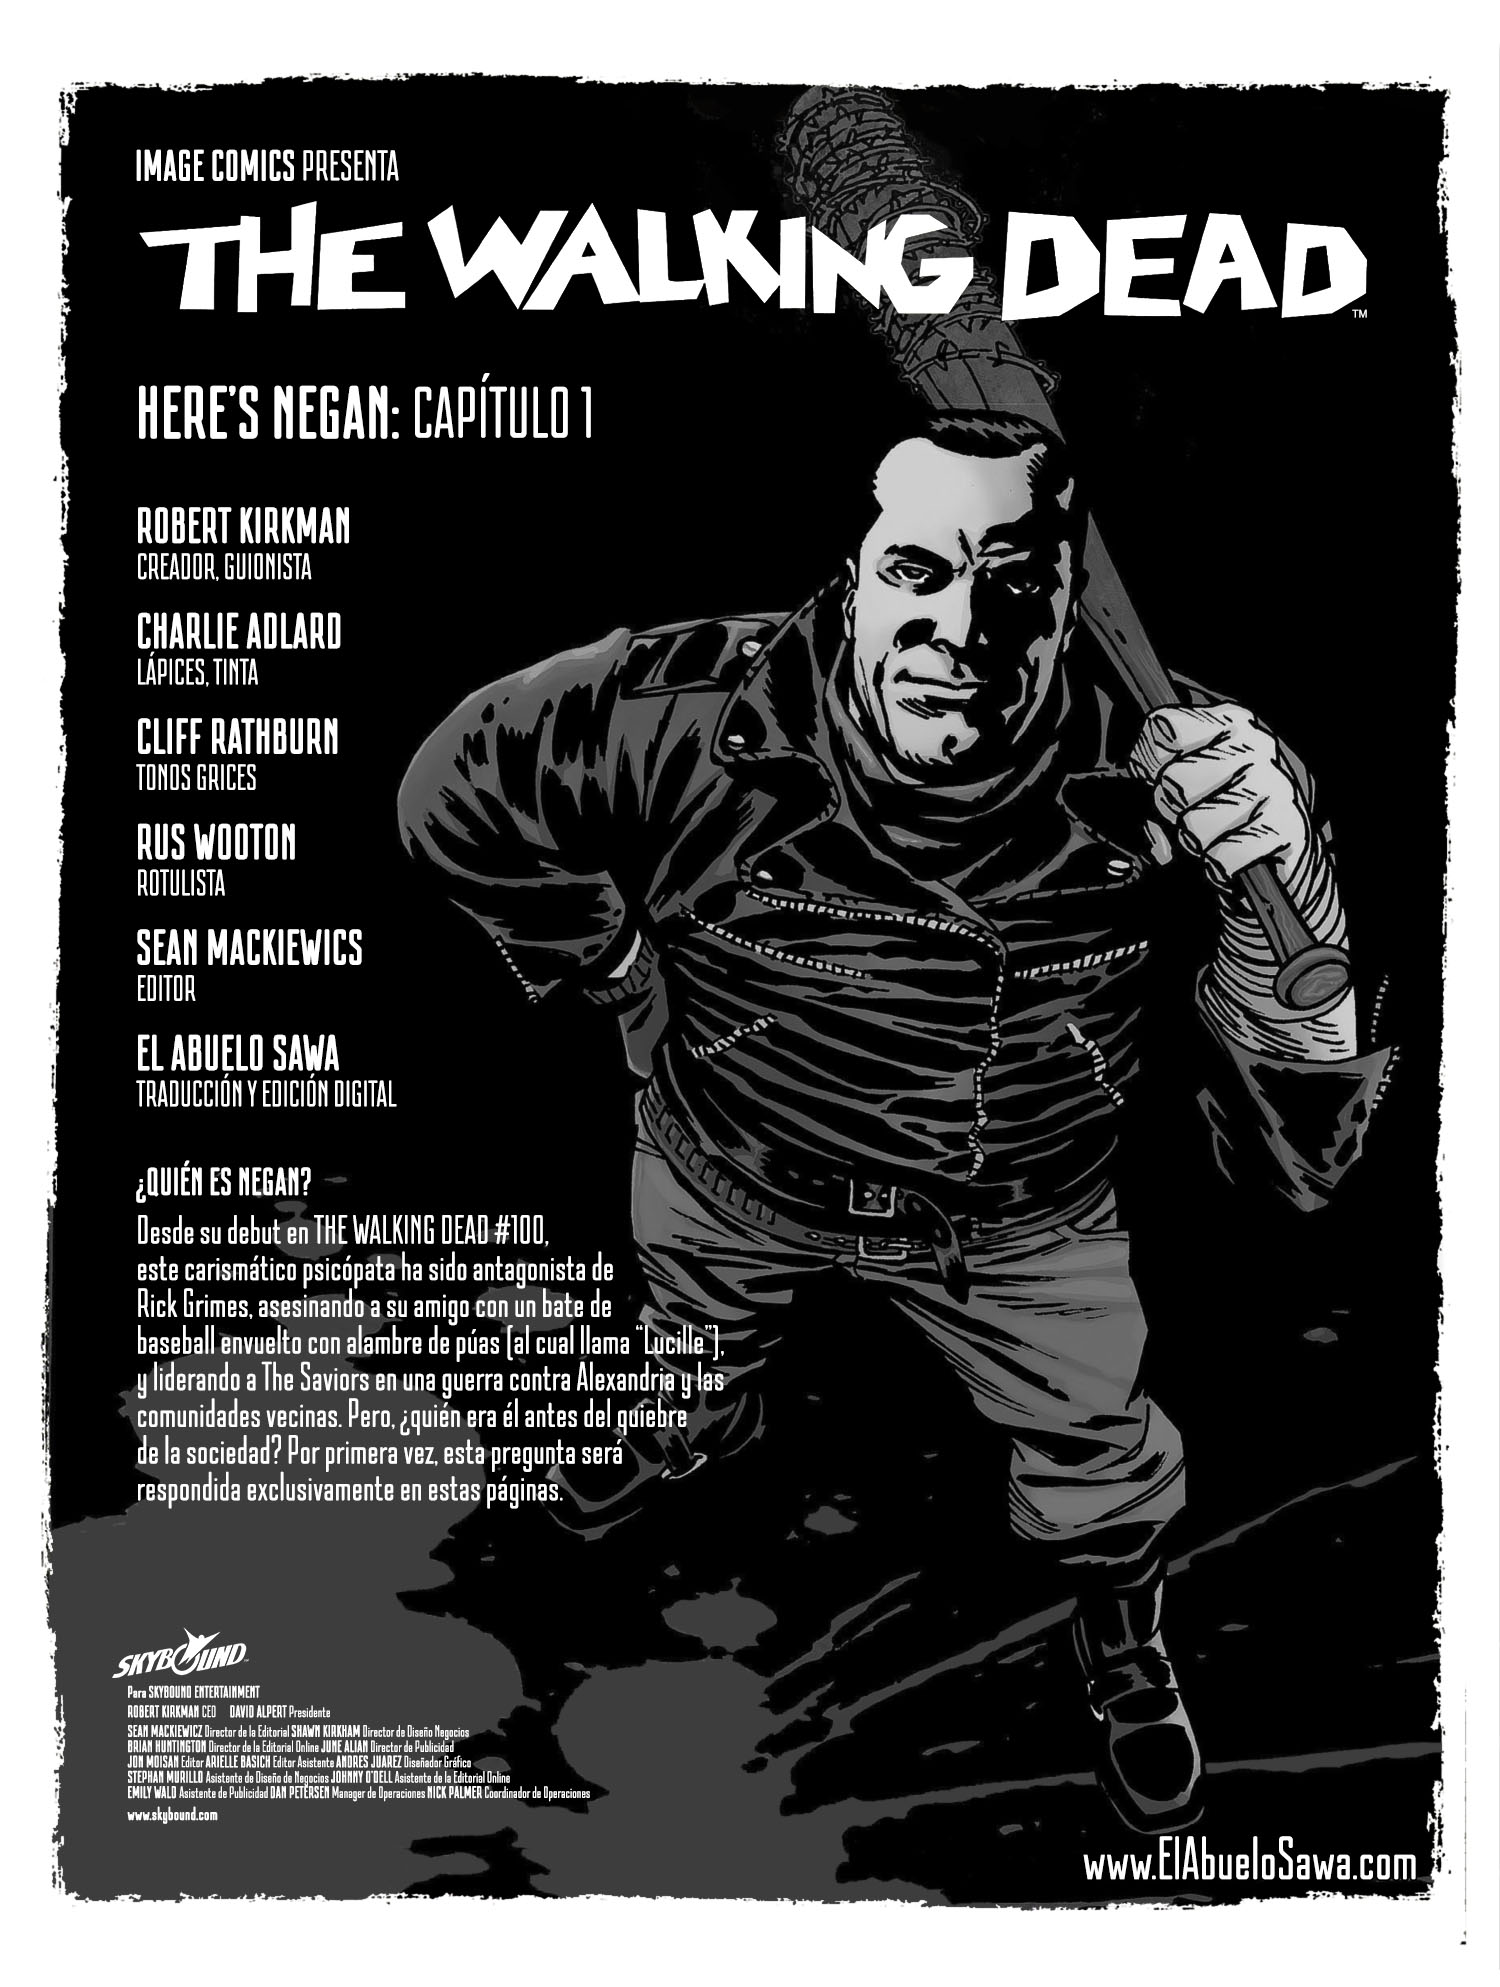 IMAGE COMICS PRESENTA
THE WALKING DEAD™
HERE'S NEGAN: CAPÍTULO 1
ROBERT KIRKMAN
CREADOR, GUIONISTA
CHARLIE ADLARD
LÁPICES, TINTA
CLIFF RATHBURN
TONOS GRICES
RUS WOOTON
ROTULISTA
SEAN MACKIEWICS
EDITOR
EL ABUELO SAWA
TRADUCCIÓN Y EDICIÓN DIGITAL
¿QUIÉN ES NEGAN?
Desde su debut en THE WALKING DEAD #100,
este carismático psicópata ha sido antagonista de
Rick Grimes, asesinando a su amigo con un bate de
baseball envuelto con alambre de púas (al cual llama “Lucille”),
y liderando a The Saviors en una guerra contra Alexandria y las
comunidades vecinas. Pero, ¿quién era él antes del quiebre
de la sociedad? Por primera vez, esta pregunta será
respondida exclusivamente en estas páginas.
SKYBOUND
Para SKYBOUND ENTERTAINMENT
ROBERT KIRKMAN CEO DAVID ALPERT Presidente
SEAN MACKIEWICZ Director de la Editorial SHAWN KIRKHAM Director de Diseño Negocios
BRIAN HUNTINGTON Director de la Editorial Online JUNE ALIAN Director de Publicidad
JON MOISAN Editor ARIELLE BASICH Editor Asistente ANDRES JUAREZ Diseñador Gráfico
STEPHAN MURILLO Asistente de Diseño de Negocios JOHNNY O'DELL Asistente de la Editorial Online
EMILY WALD Asistente de Publicidad DAN PETERSEN Manager de Operaciones NICK PALMER Coordinador de Operaciones
www.skybound.com
www.ElAbueloSawa.com